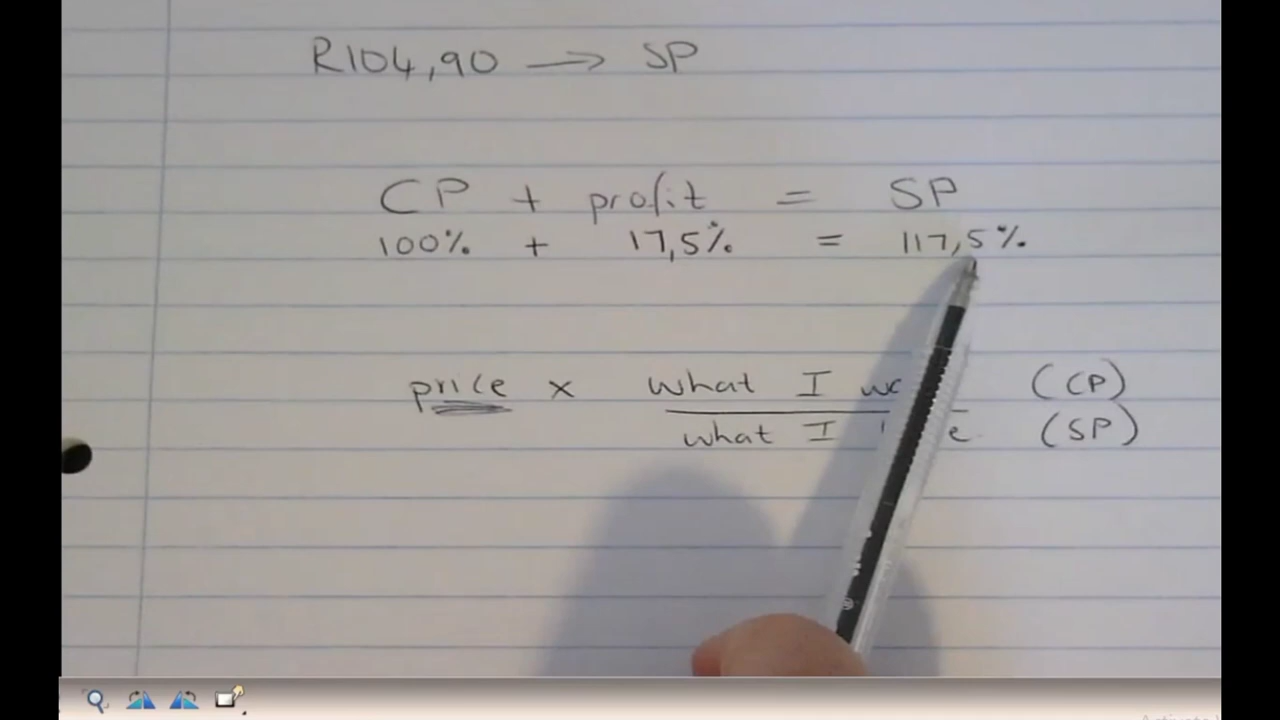 R104,90 → SP
CP + profit = SP
100% + 17,5% = 117,5%
price x what I (CP)
what I (SP)